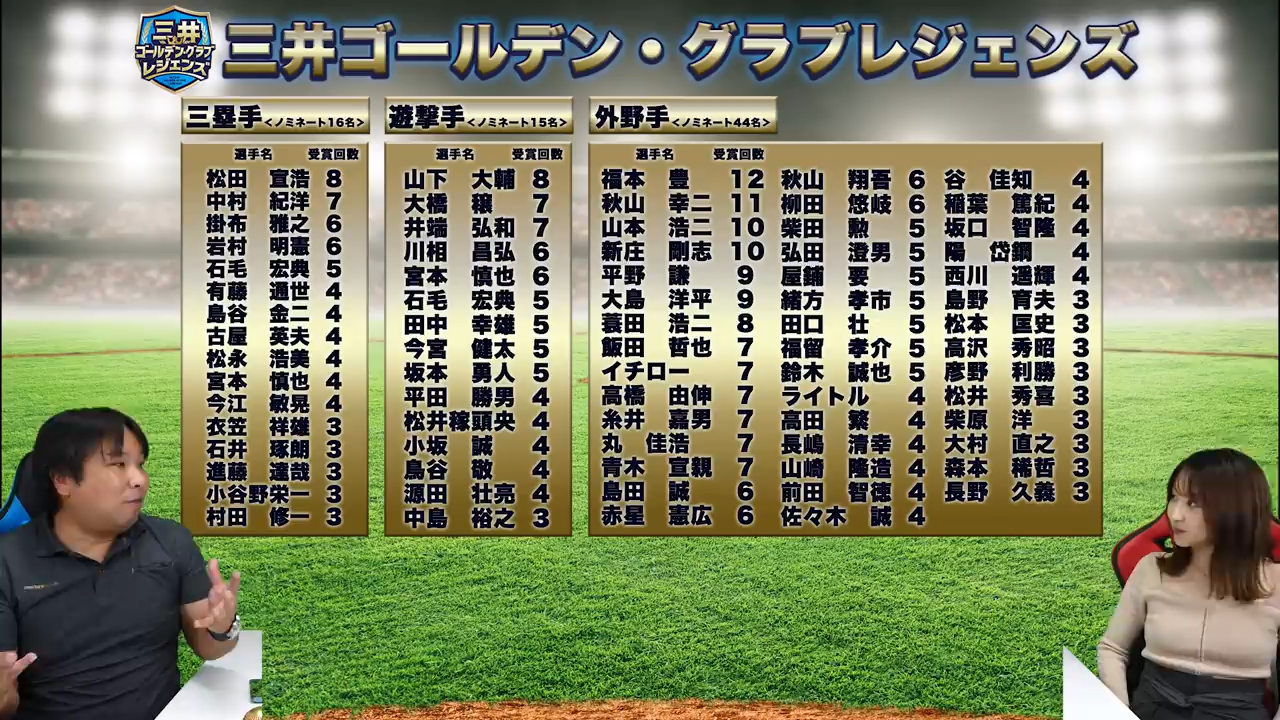 三井
ゴールデン・グラブ
レジェンズ
三井ゴールデン・グラブレジェンズ
三塁手<ノミネート16名>
選手名 受賞回数
松田 宣浩 8
中村 紀洋 7
掛布 雅之 6
岩村 明憲 6
石毛 宏典 5
有藤 通世 4
島谷 金二 4
古屋 英夫 4
松永 浩美 4
宮本 慎也 4
今江 敏晃 4
衣笠 祥雄 3
石井 琢朗 3
進藤 達哉 3
小谷野栄一 3
村田 修一 3
遊撃手<ノミネート15名>
選手名 受賞回数
山下 大輔 8
大橋 穣 7
井端 弘和 7
川相 昌弘 6
宮本 慎也 6
石毛 宏典 5
田中 幸雄 5
今宮 健太 5
坂本 勇人 5
平田 勝男 4
松井稼頭央 4
小坂 誠 4
鳥谷 敬 4
源田 壮亮 4
中島 裕之 3
外野手<ノミネート44名>
選手名 受賞回数
福本 豊 12
秋山 幸二 11
山本 浩二 10
新庄 剛志 10
平野 謙 9
大島 洋平 9
蓑田 浩二 8
飯田 哲也 7
イチロー 7
高橋 由伸 7
糸井 嘉男 7
丸 佳浩 7
青木 宣親 7
島田 誠 6
赤星 憲広 6
秋山 翔吾 6
柳田 悠岐 6
柴田 勲 5
弘田 澄男 5
屋鋪 要 5
緒方 孝市 5
田口 壮 5
福留 孝介 5
鈴木 誠也 5
ライトル 4
高田 繁 4
長嶋 清幸 4
山崎 隆造 4
前田 智徳 4
佐々木 誠 4
谷 佳知 4
稲葉 篤紀 4
坂口 智隆 4
陽 岱鋼 4
西川 遥輝 4
島野 育夫 3
松本 匡史 3
高沢 秀昭 3
彦野 利勝 3
松井 秀喜 3
柴原 洋 3
大村 直之 3
森本 稀哲 3
長野 久義 3